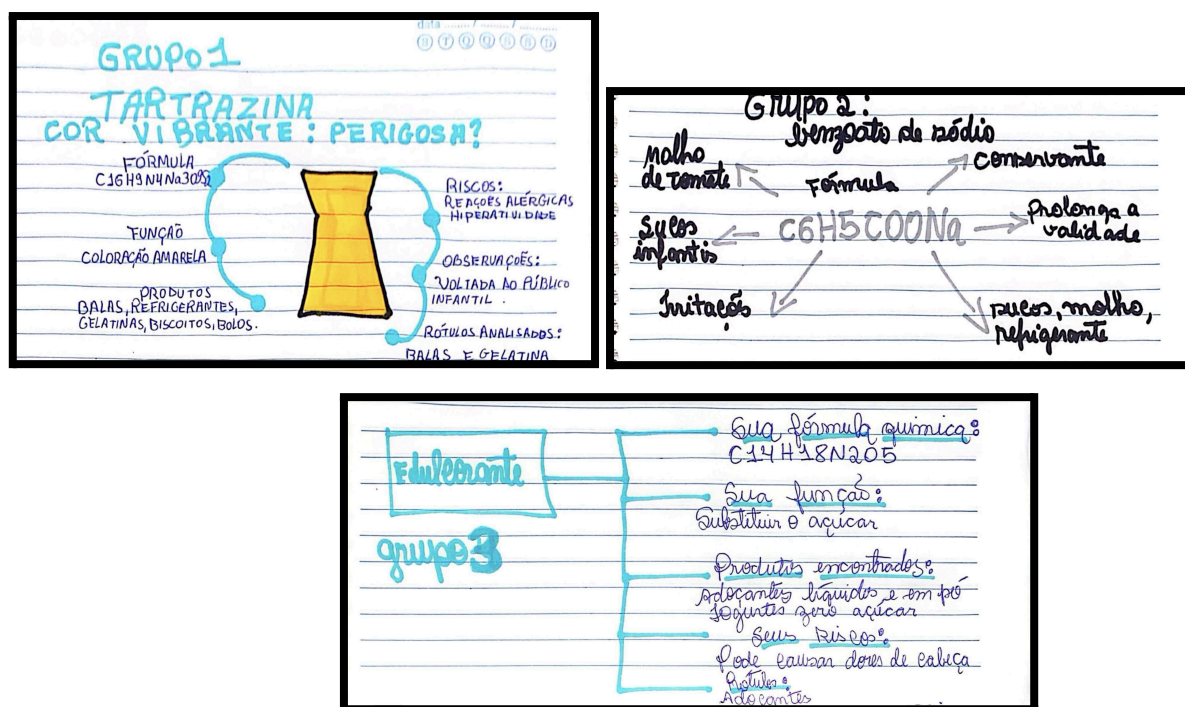 data ....../....../......
D T Q Q S S D
GRUPO 1
TARTRAZINA
COR VIBRANTE: PERIGOSA?
FÓRMULA
C16H9N4Na3O9S2
FUNÇÃO
COLORAÇÃO AMARELA
PRODUTOS
BALAS, REFRIGERANTES,
GELATINAS, BISCOITOS, BOLOS.
RISCOS:
REAÇÕES ALÉRGICAS
HIPERATIVIDADE
OBSERVAÇÕES:
VOLTADA AO PÚBLICO
INFANTIL.
RÓTULOS ANALISADOS:
BALAS E GELATINA
Grupo 2:
benzoato de sódio
Molho
de tomate
Fórmula
conservante
Sucos
infantis
C6H5COONa
Prolonga a
validade
Irritação
sucos, molho,
refrigerante
Edulcorante
grupo 3
Sua fórmula química:
C14H18N2O5
Sua função:
Substituir o açúcar
Produtos encontrados:
Adoçantes líquidos e em pó
Iogurtes zero açúcar
Seus Riscos:
Pode causar dores de cabeça
Rótulos:
Adoçantes